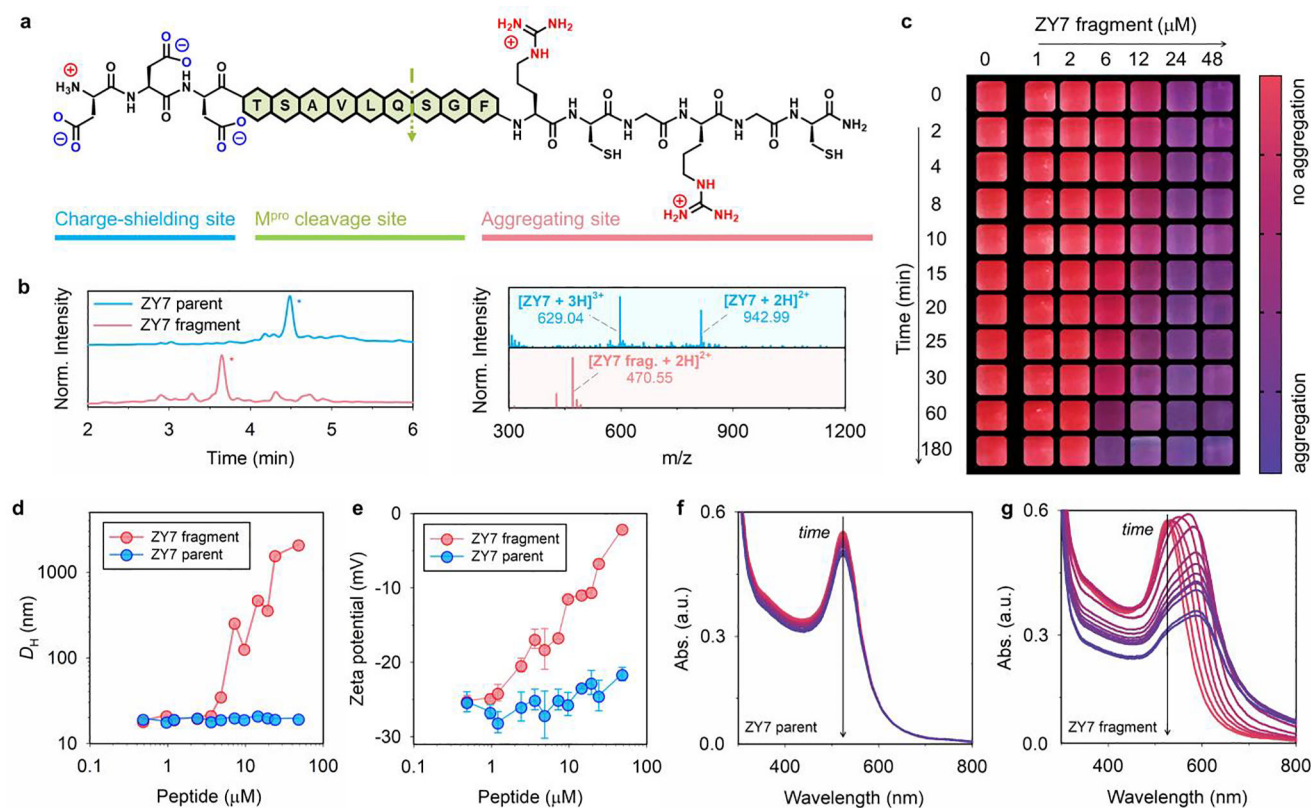 a
O
O
O
O
O
O
⊖
⊖
⊖
⊕
H₃N
O
H
N
O
N
H
O
T S A V L Q S G F
NH₂
H₂N
NH
⊕
O
N
H
SH
O
H
N
O
N
H
O
NH
H₂N
NH₂
⊕
H
N
O
N
H
SH
O
NH₂
Charge-shielding site
Mᵖʳᵒ cleavage site
Aggregating site
b
Norm. Intensity
ZY7 parent
ZY7 fragment
*
*
2 3 4 5 6
Time (min)
Norm. Intensity
[ZY7 + 3H]³⁺
629.04
[ZY7 + 2H]²⁺
942.99
[ZY7 frag. + 2H]²⁺
470.55
300 600 900 1200
m/z
c
ZY7 fragment (μM)
0 1 2 6 12 24 48
Time (min)
0
2
4
8
10
15
20
25
30
60
180
no aggregation
aggregation
d
D_H (nm)
1000
100
10
ZY7 fragment
ZY7 parent
0.1 1 10 100
Peptide (μM)
e
Zeta potential (mV)
0
-10
-20
-30
ZY7 fragment
ZY7 parent
0.1 1 10 100
Peptide (μM)
f
Abs. (a.u.)
0.6
0.3
0.0
time
ZY7 parent
400 600 800
Wavelength (nm)
g
Abs. (a.u.)
0.6
0.3
0.0
time
ZY7 fragment
400 600 800
Wavelength (nm)